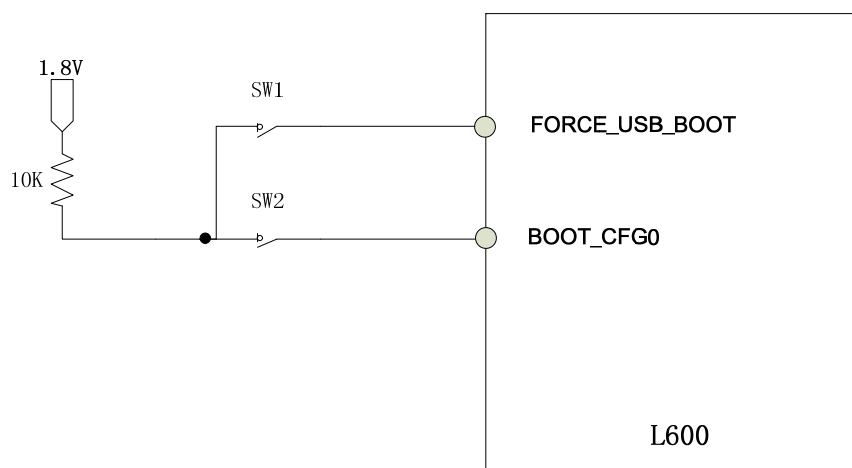 1.8V
SW1
FORCE_USB_BOOT
10K
SW2
BOOT_CFG0
L600